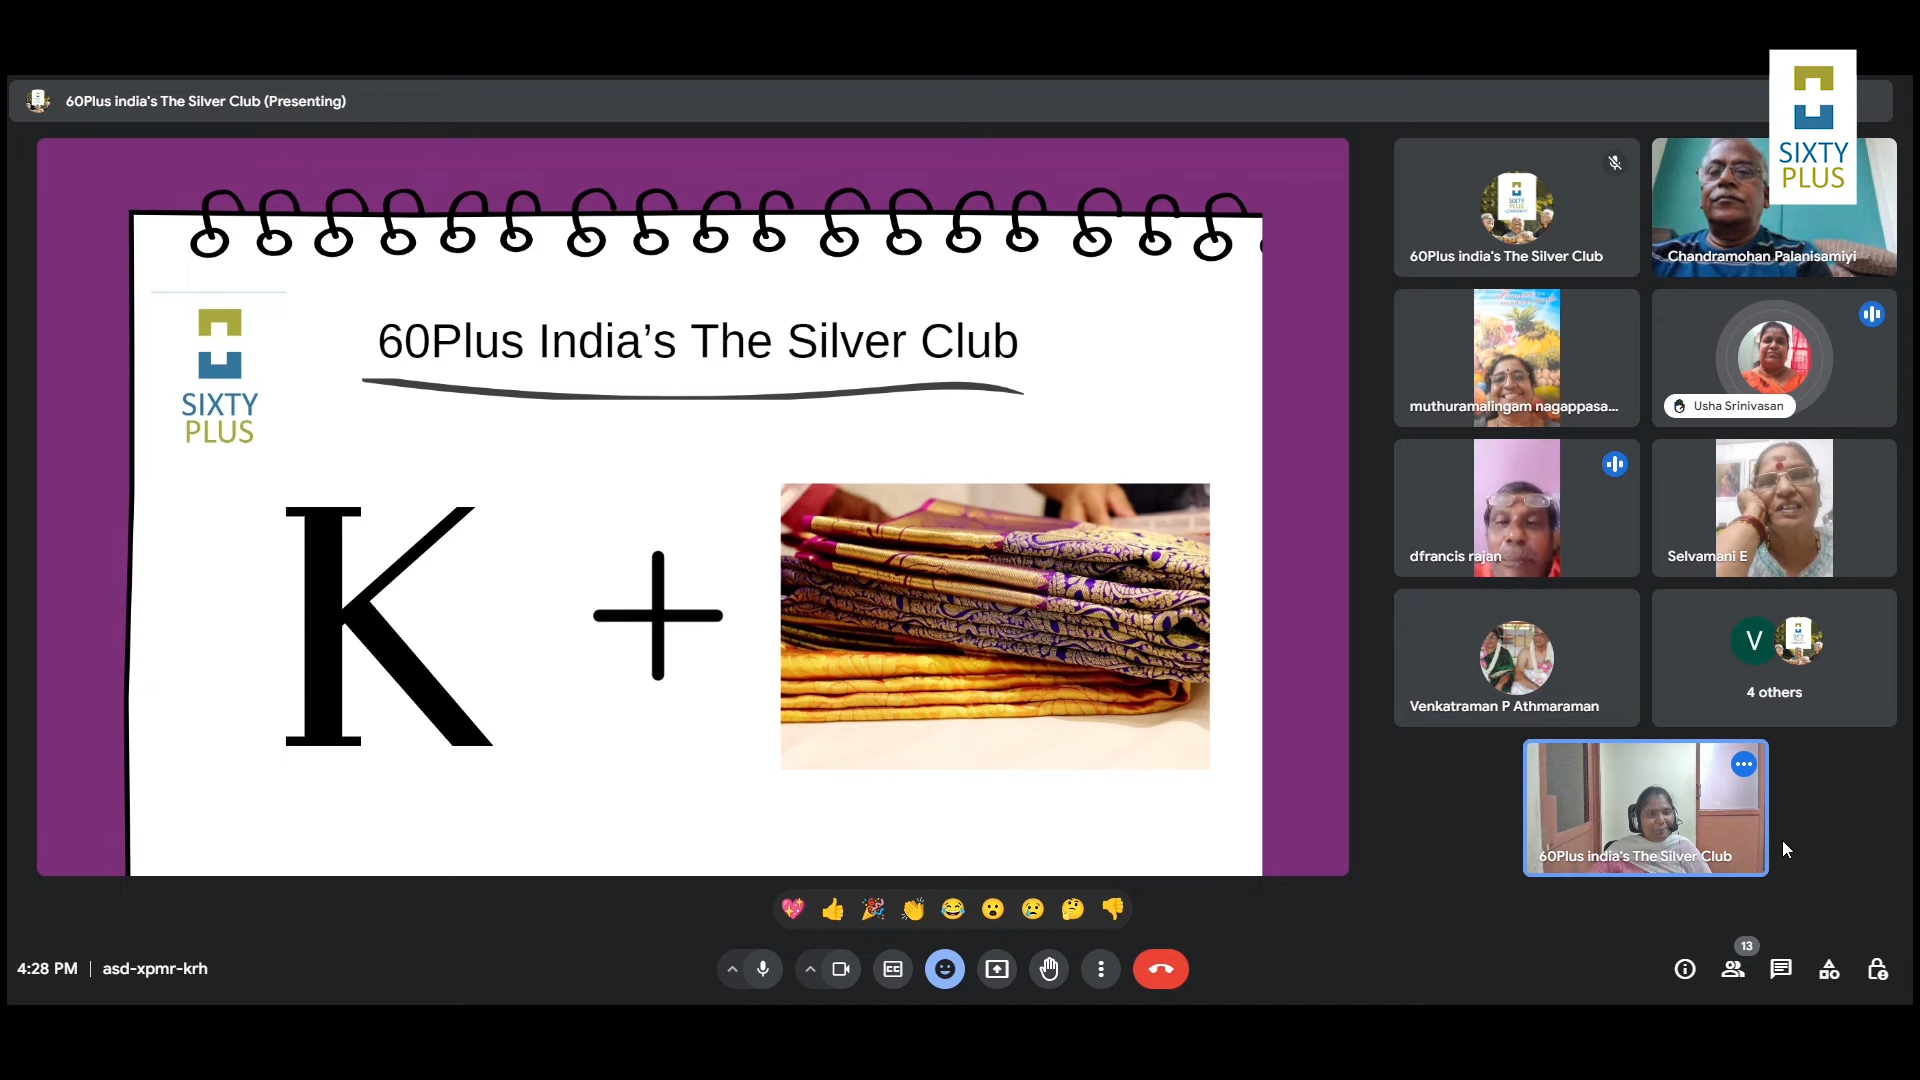 60Plus india's The Silver Club (Presenting)
SIXTY
PLUS
60Plus India’s The Silver Club
SIXTY
PLUS
K +
60Plus india's The Silver Club
Chandramohan Palanisamiyi
muthuramalingam nagappasa...
Usha Srinivasan
dfrancis rajan
Selvamani E
Venkatraman P Athmaraman
V
4 others
60Plus india's The Silver Club
4:28 PM | asd-xpmr-krh
CC
13